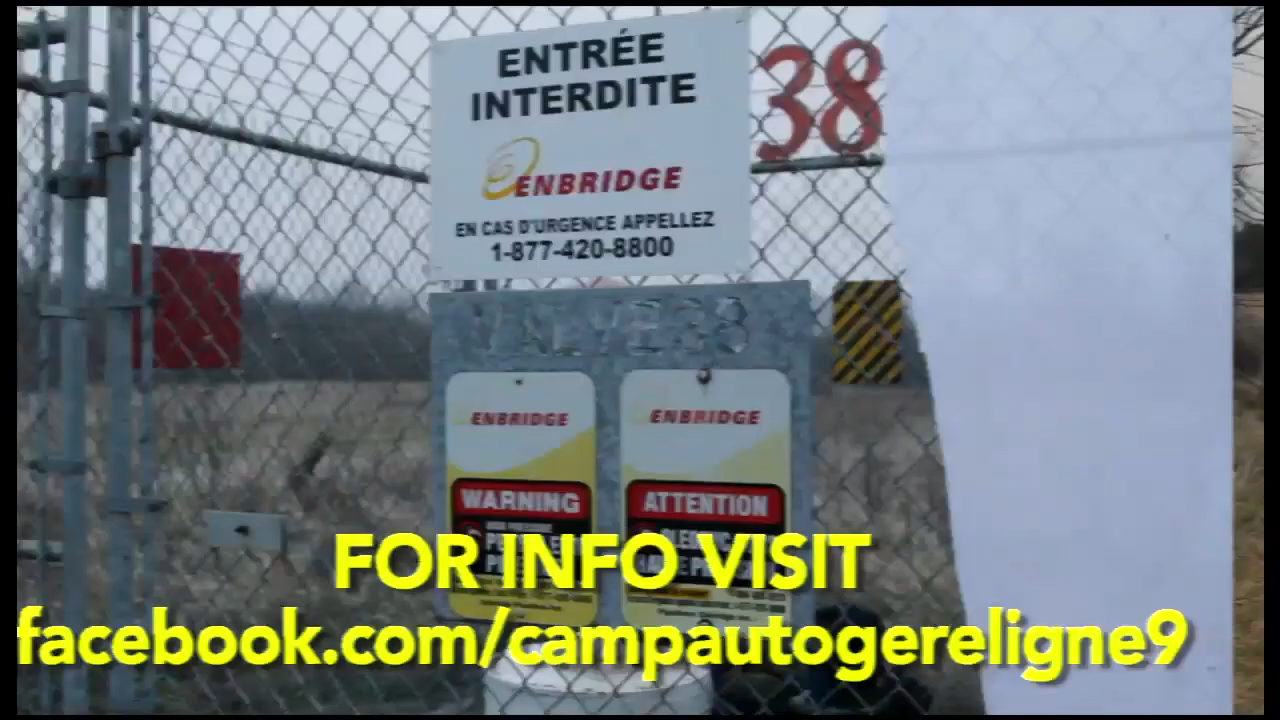 ENTRÉE
INTERDITE
38
ENBRIDGE
EN CAS D'URGENCE APPELLEZ
1-877-420-8800
ENBRIDGE
WARNING
ENBRIDGE
ATTENTION
FOR INFO VISIT
facebook.com/campautogereligne9